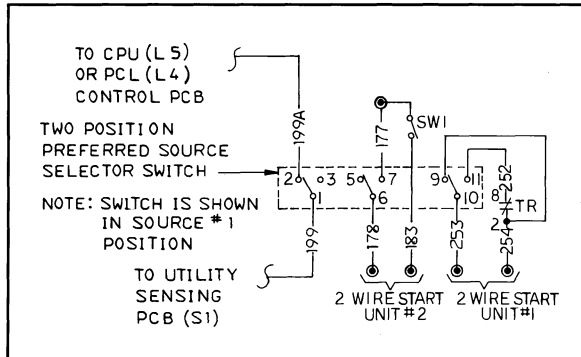 TO CPU (L5)
OR PCL (L4)
CONTROL PCB
199A
177
SW1
TWO POSITION
PREFERRED SOURCE
SELECTOR SWITCH
2 3 5 7 9 11
252
8
TR
1 6 10
2
NOTE: SWITCH IS SHOWN
IN SOURCE #1
POSITION
199
178
183
253
254
TO UTILITY
SENSING
PCB (S1)
2 WIRE START
UNIT #2
2 WIRE START
UNIT #1